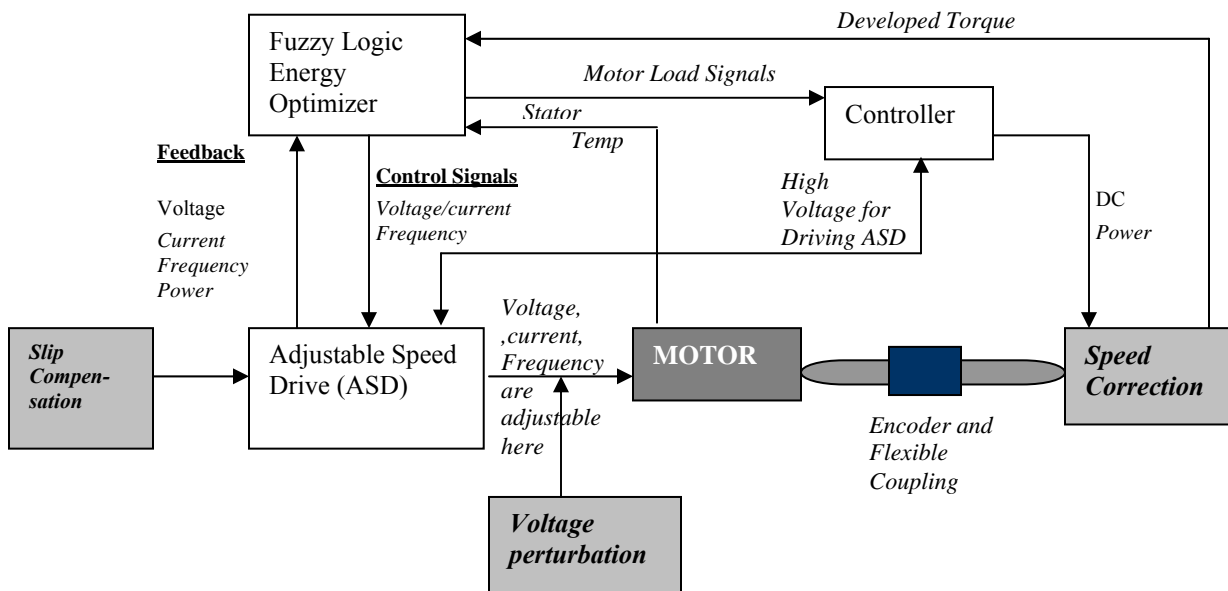 Developed Torque
Fuzzy Logic
Energy
Optimizer
Motor Load Signals
Controller
Stator
Temp
Feedback
Voltage
Current
Frequency
Power
Control Signals
Voltage/current
Frequency
High
Voltage for
Driving ASD
DC
Power
Slip
Compen-
sation
Adjustable Speed
Drive (ASD)
Voltage,
,current,
Frequency
are
adjustable
here
MOTOR
Encoder and
Flexible
Coupling
Speed
Correction
Voltage
perturbation